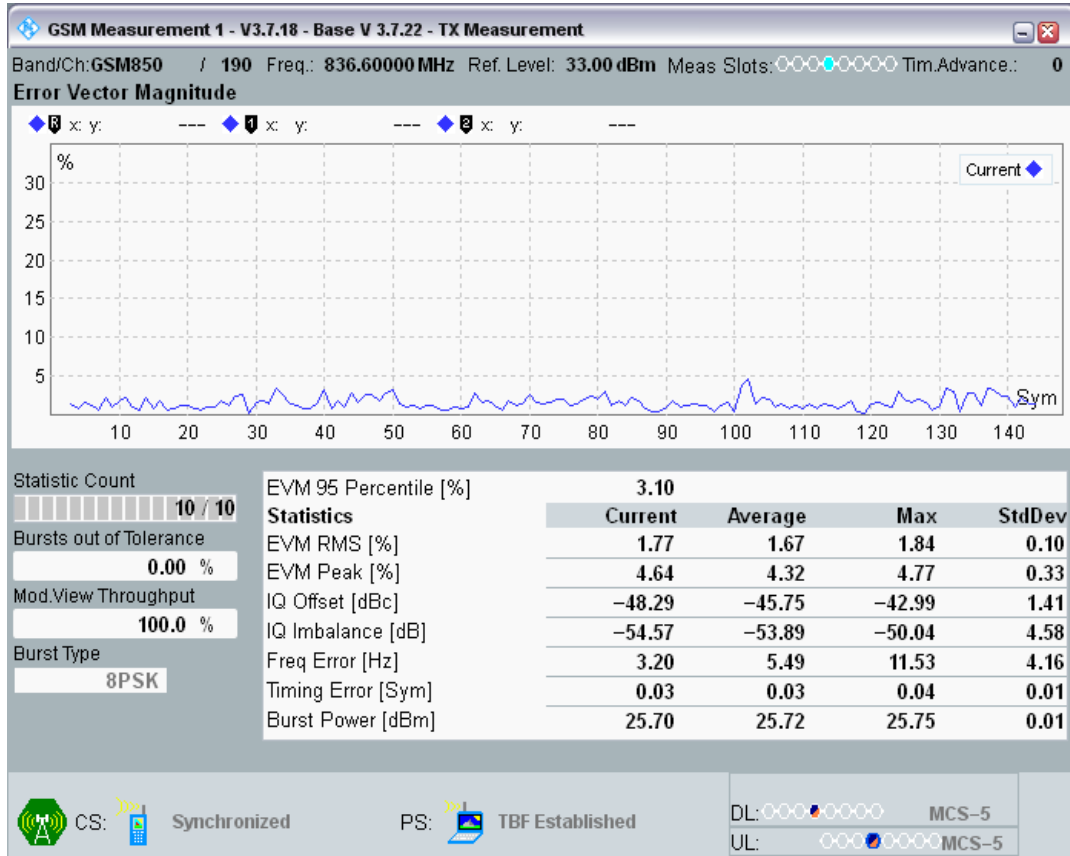 GSM Measurement 1 - V3.7.18 - Base V 3.7.22 - TX Measurement
Band/Ch:GSM850 / 190 Freq.: 836.60000 MHz Ref. Level: 33.00 dBm Meas Slots: Tim.Advance.: 0
Error Vector Magnitude
R x: y: --- 1 x: y: --- 2 x: y: ---
%
Current
30
25
20
15
10
5
Sym
10 20 30 40 50 60 70 80 90 100 110 120 130 140
Statistic Count
10 / 10
Bursts out of Tolerance
0.00 %
Mod.View Throughput
100.0 %
Burst Type
8PSK
EVM 95 Percentile [%] 3.10
Statistics Current Average Max StdDev
EVM RMS [%] 1.77 1.67 1.84 0.10
EVM Peak [%] 4.64 4.32 4.77 0.33
IQ Offset [dBc] −48.29 −45.75 −42.99 1.41
IQ Imbalance [dB] −54.57 −53.89 −50.04 4.58
Freq Error [Hz] 3.20 5.49 11.53 4.16
Timing Error [Sym] 0.03 0.03 0.04 0.01
Burst Power [dBm] 25.70 25.72 25.75 0.01
CS: Synchronized PS: TBF Established
DL: MCS−5
UL: MCS−5